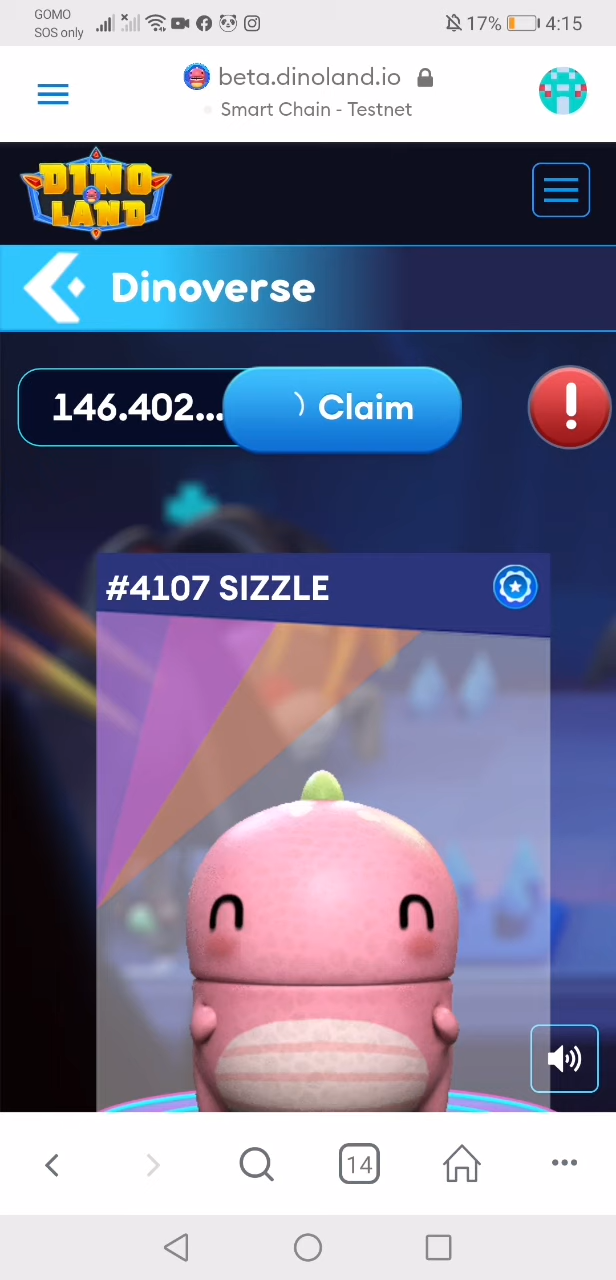 GOMO
SOS only
17% 4:15
beta.dinoland.io
Smart Chain - Testnet
DINO
LAND
Dinoverse
146.402... Claim
#4107 SIZZLE
14